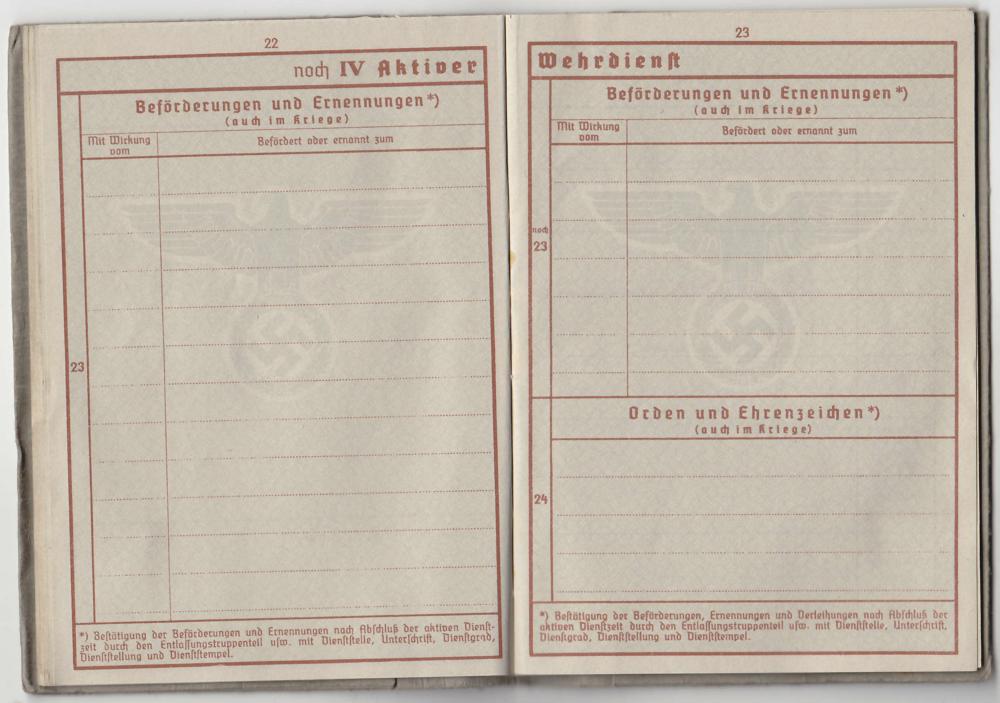 22
noch IV Aktiver
Beförderungen und Ernennungen*)
(auch im Kriege)
Mit Wirkung
vom
Befördert oder ernannt zum
23
*) Bestätigung der Beförderungen und Ernennungen nach Abschluß der aktiven Dienst-
zeit durch den Entlassungstruppenteil usw. mit Dienststelle, Unterschrift, Dienstgrad,
Dienststellung und Dienststempel.
23
Wehrdienst
Beförderungen und Ernennungen*)
(auch im Kriege)
Mit Wirkung
vom
Befördert oder ernannt zum
noch
23
Orden und Ehrenzeichen*)
(auch im Kriege)
24
*) Bestätigung der Beförderungen, Ernennungen und Verleihungen nach Abschluß der
aktiven Dienstzeit durch den Entlassungstruppenteil usw. mit Dienststelle, Unterschrift,
Dienstgrad, Dienststellung und Dienststempel.